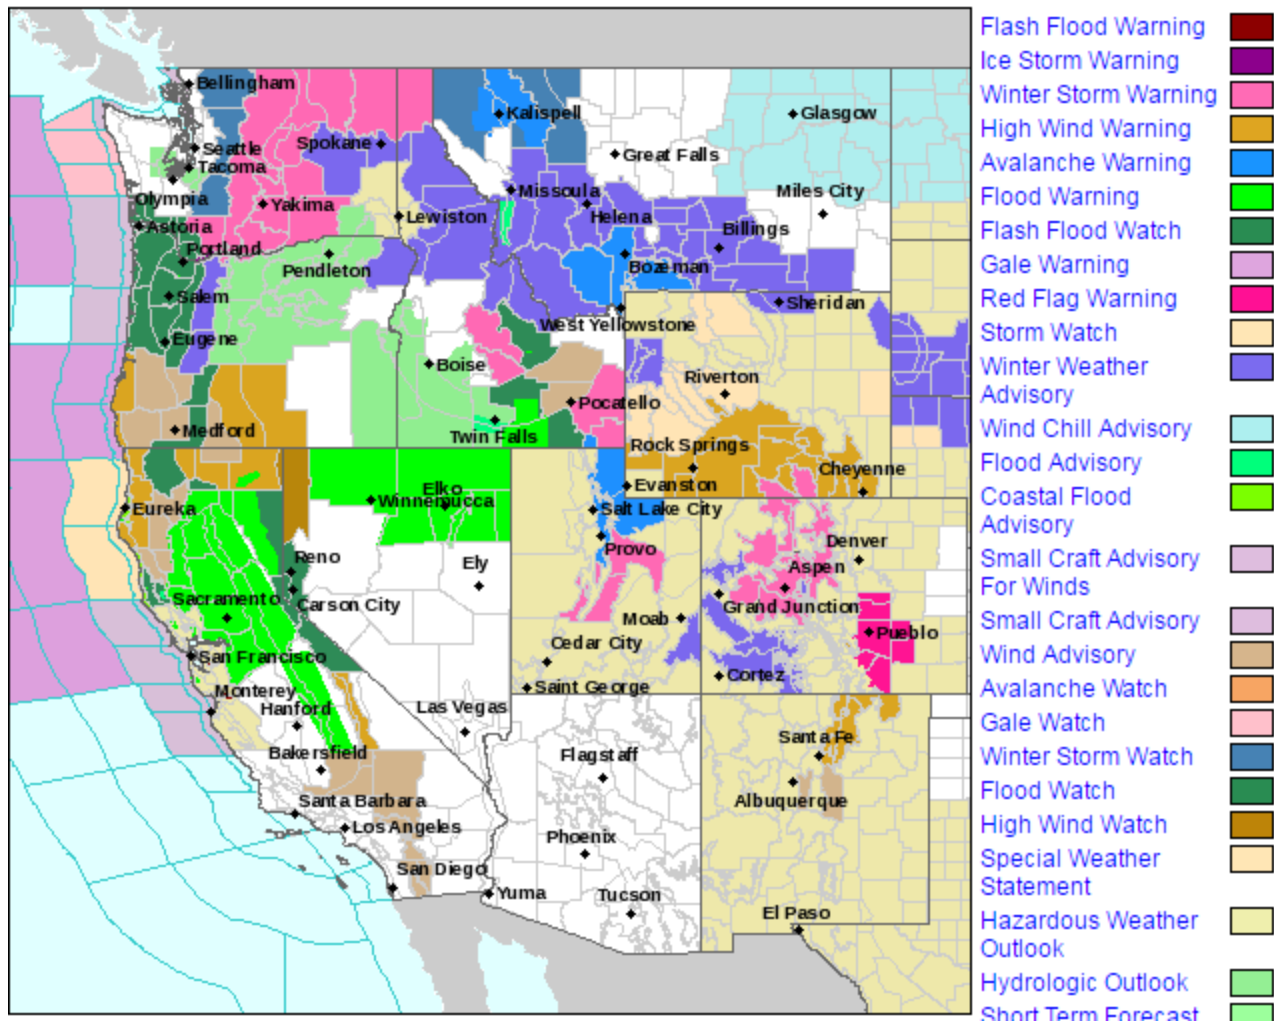 Bellingham
Kalispell
Glasgow
Seattle
Spokane
Great Falls
Tacoma
Olympia
Yakima
Missoula
Miles City
Astoria
Lewiston
Helena
Billings
Portland
Pendleton
Bozeman
Salem
Sheridan
West Yellowstone
Eugene
Boise
Riverton
Pocatello
Medford
Twin Falls
Rock Springs
Cheyenne
Evanston
Elko
Winnemucca
Eureka
Salt Lake City
Provo
Denver
Reno
Ely
Aspen
Sacramento
Carson City
Grand Junction
Moab
Pueblo
Cedar City
San Francisco
Cortez
Saint George
Monterey
Hanford
Las Vegas
Santa Fe
Bakersfield
Flagstaff
Albuquerque
Santa Barbara
Los Angeles
Phoenix
San Diego
Yuma
Tucson
El Paso
Flash Flood Warning
Ice Storm Warning
Winter Storm Warning
High Wind Warning
Avalanche Warning
Flood Warning
Flash Flood Watch
Gale Warning
Red Flag Warning
Storm Watch
Winter Weather
Advisory
Wind Chill Advisory
Flood Advisory
Coastal Flood
Advisory
Small Craft Advisory
For Winds
Small Craft Advisory
Wind Advisory
Avalanche Watch
Gale Watch
Winter Storm Watch
Flood Watch
High Wind Watch
Special Weather
Statement
Hazardous Weather
Outlook
Hydrologic Outlook
Short Term Forecast